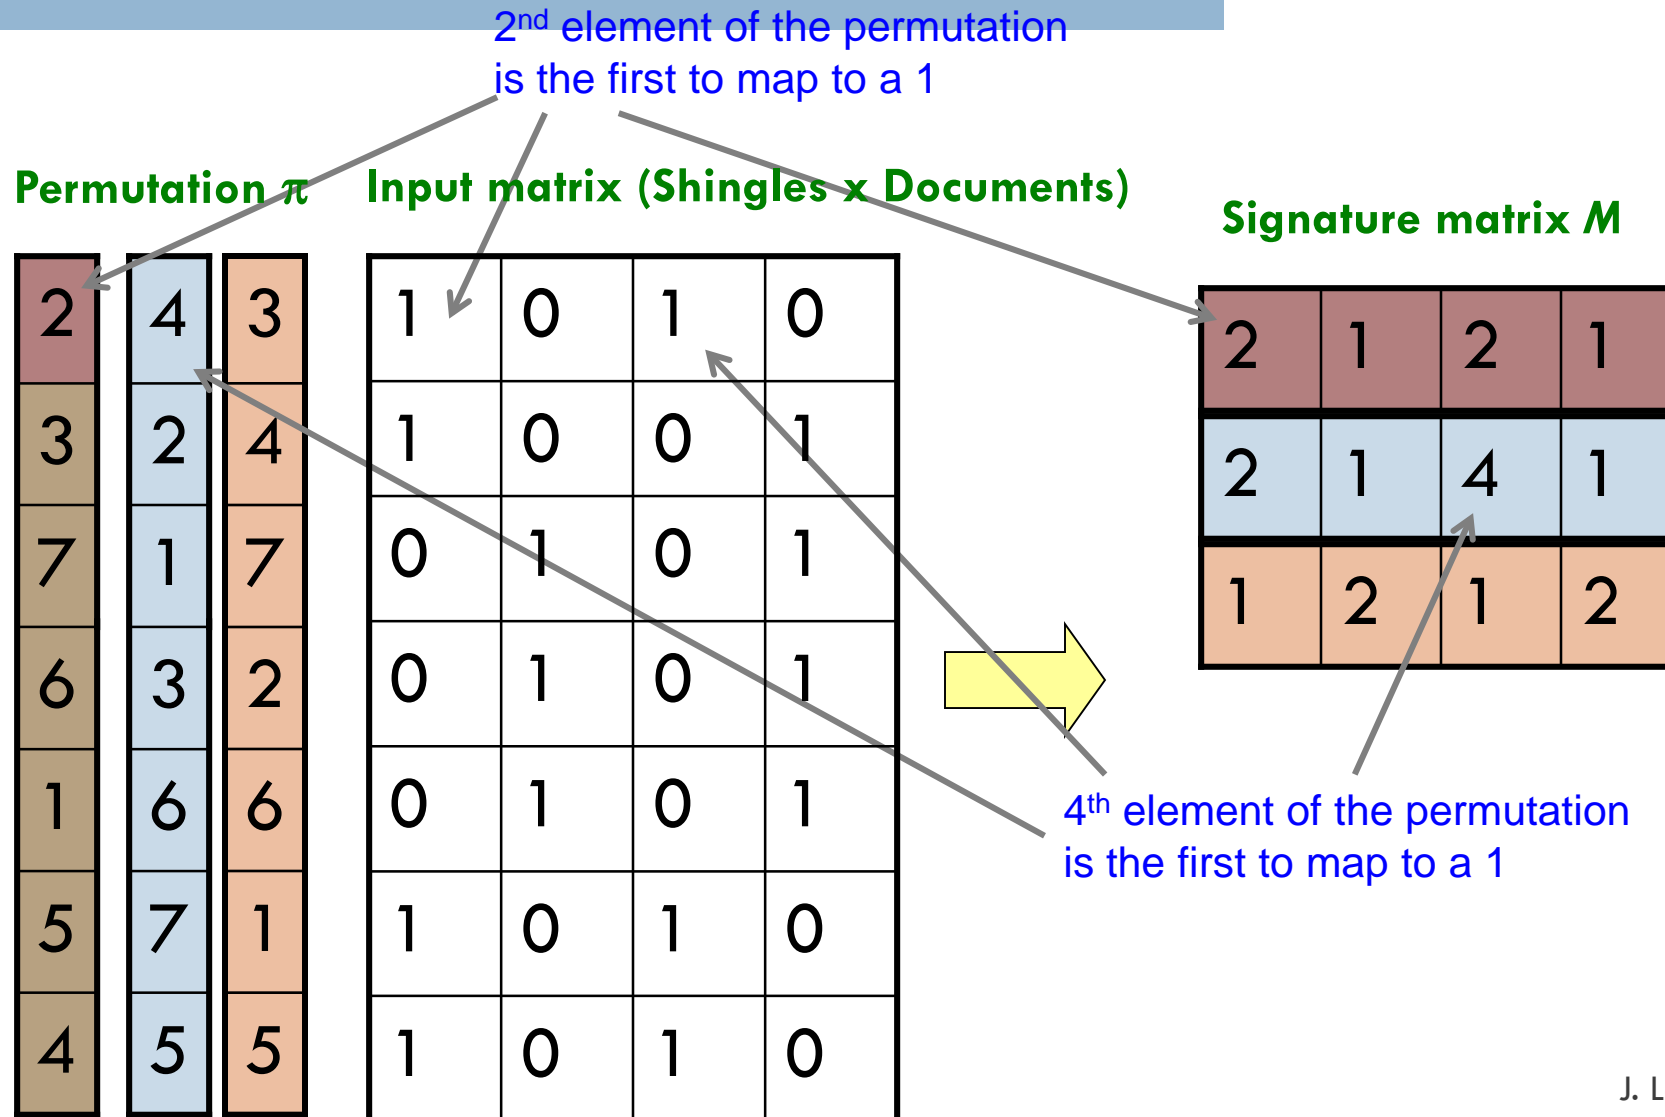 2nd element of the permutation
is the first to map to a 1
Permutation π
Input matrix (Shingles x Documents)
Signature matrix M
2 4 3 1 0 1 0
3 2 4 1 0 0 1
7 1 7 0 1 0 1
6 3 2 0 1 0 1
1 6 6 0 1 0 1
5 7 1 1 0 1 0
4 5 5 1 0 1 0
2 1 2 1
2 1 4 1
1 2 1 2
4th element of the permutation
is the first to map to a 1
J. L